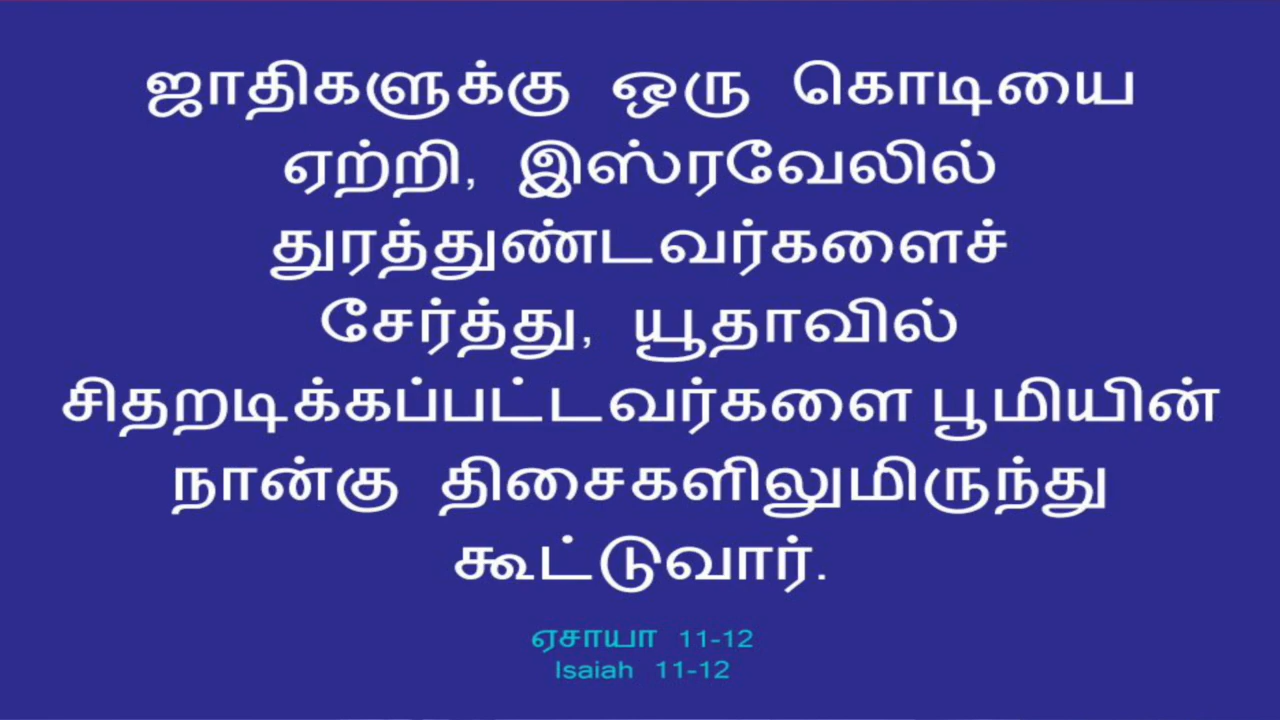 ஜாதிகளுக்கு ஒரு கொடியை
ஏற்றி, இஸ்ரவேலில்
துரத்துண்டவர்களைச்
சேர்த்து, யூதாவில்
சிதறடிக்கப்பட்டவர்களை பூமியின்
நான்கு திசைகளிலுமிருந்து
கூட்டுவார்.
ஏசாயா 11-12
Isaiah 11-12